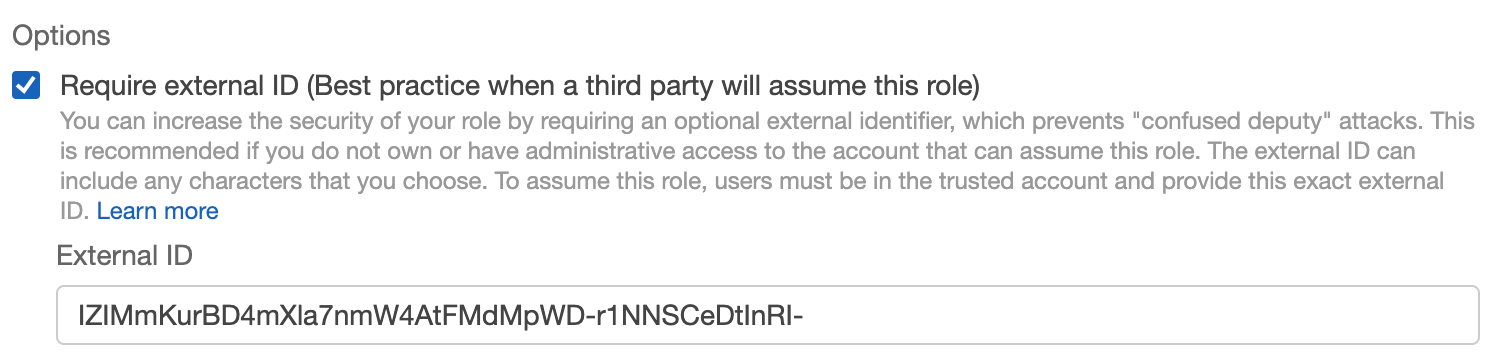 Options
Require external ID (Best practice when a third party will assume this role)
You can increase the security of your role by requiring an optional external identifier, which prevents "confused deputy" attacks. This
is recommended if you do not own or have administrative access to the account that can assume this role. The external ID can
include any characters that you choose. To assume this role, users must be in the trusted account and provide this exact external
ID. Learn more
External ID
IZIMmKurBD4mXla7nmW4AtFMdMpWD-r1NNSCeDtInRI-